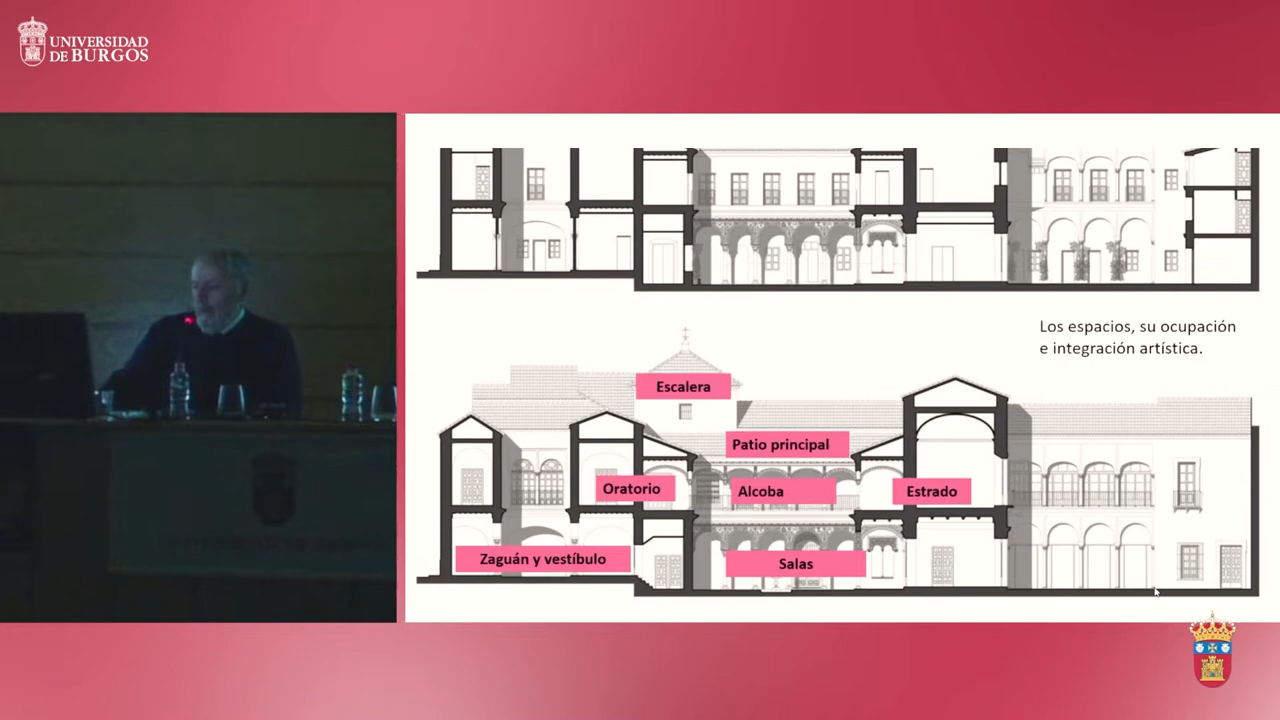 UNIVERSIDAD
DE BURGOS
Los espacios, su ocupación
e integración artística.
Escalera
Patio principal
Oratorio
Alcoba
Estrado
Zaguán y vestíbulo
Salas